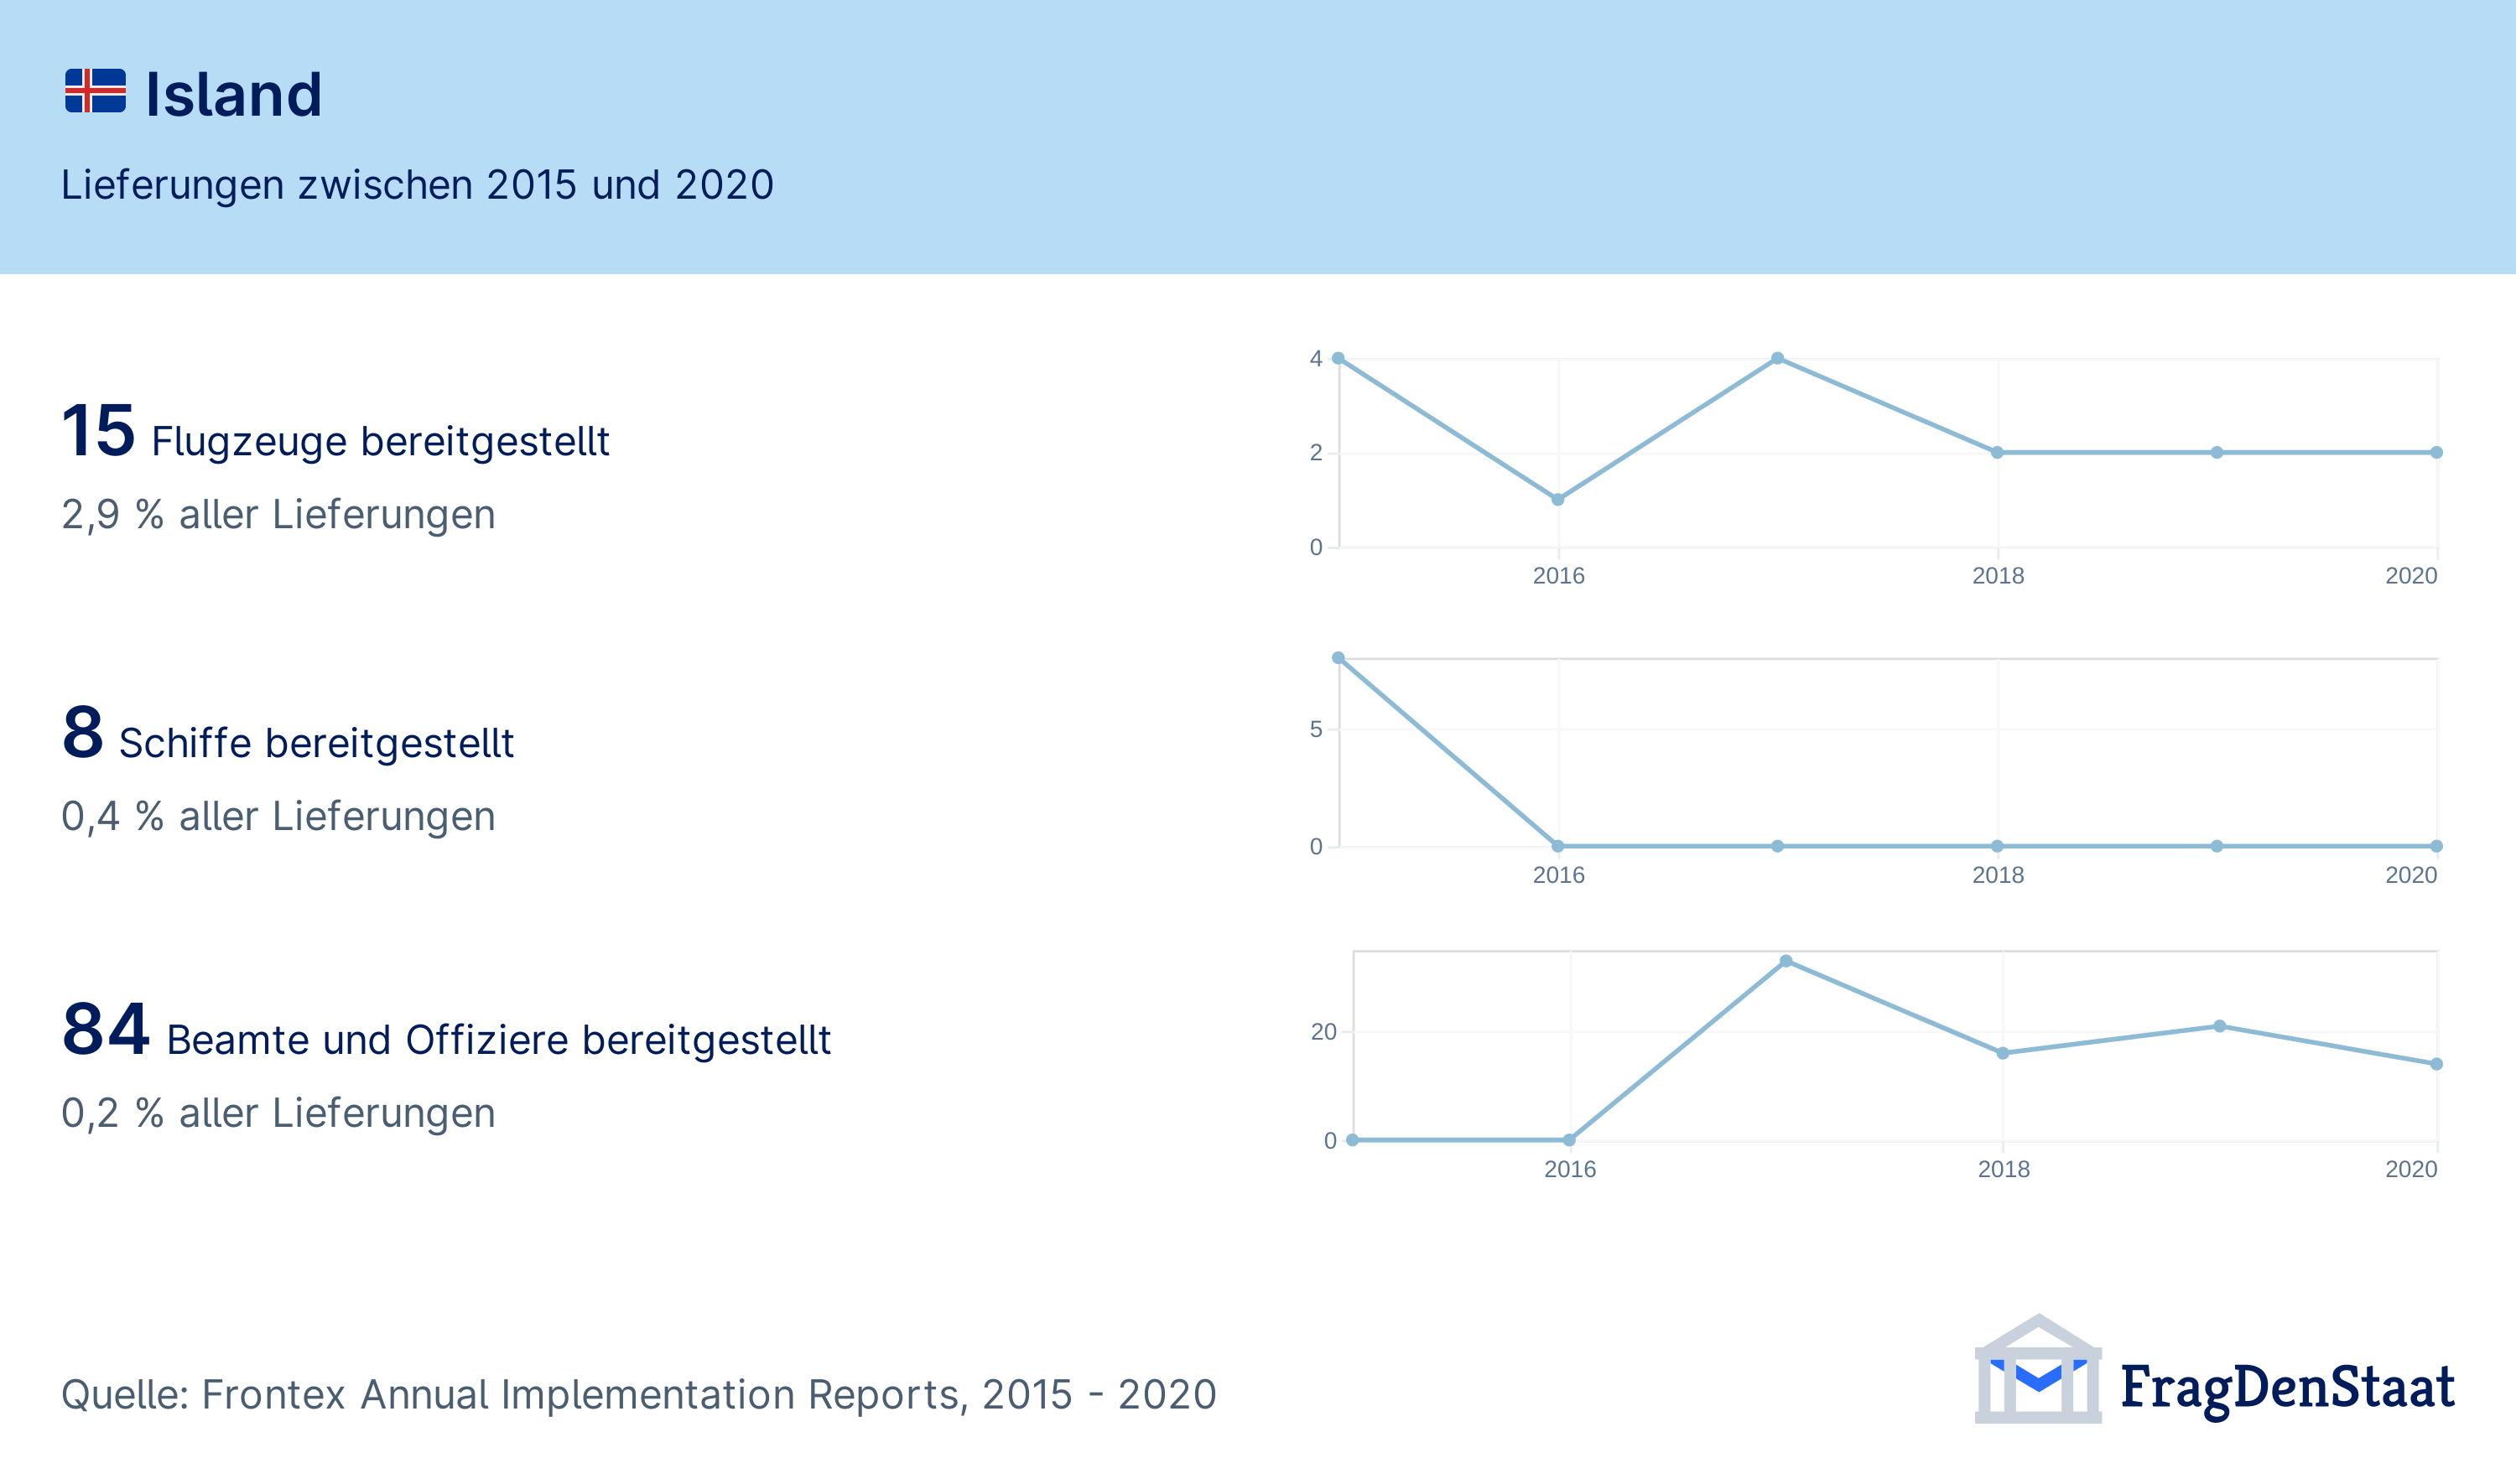 Island
Lieferungen zwischen 2015 und 2020
15 Flugzeuge bereitgestellt
2,9 % aller Lieferungen
4
2
0
2016 2018 2020
8 Schiffe bereitgestellt
0,4 % aller Lieferungen
5
0
2016 2018 2020
84 Beamte und Offiziere bereitgestellt
0,2 % aller Lieferungen
20
0
2016 2018 2020
Quelle: Frontex Annual Implementation Reports, 2015 - 2020
FragDenStaat